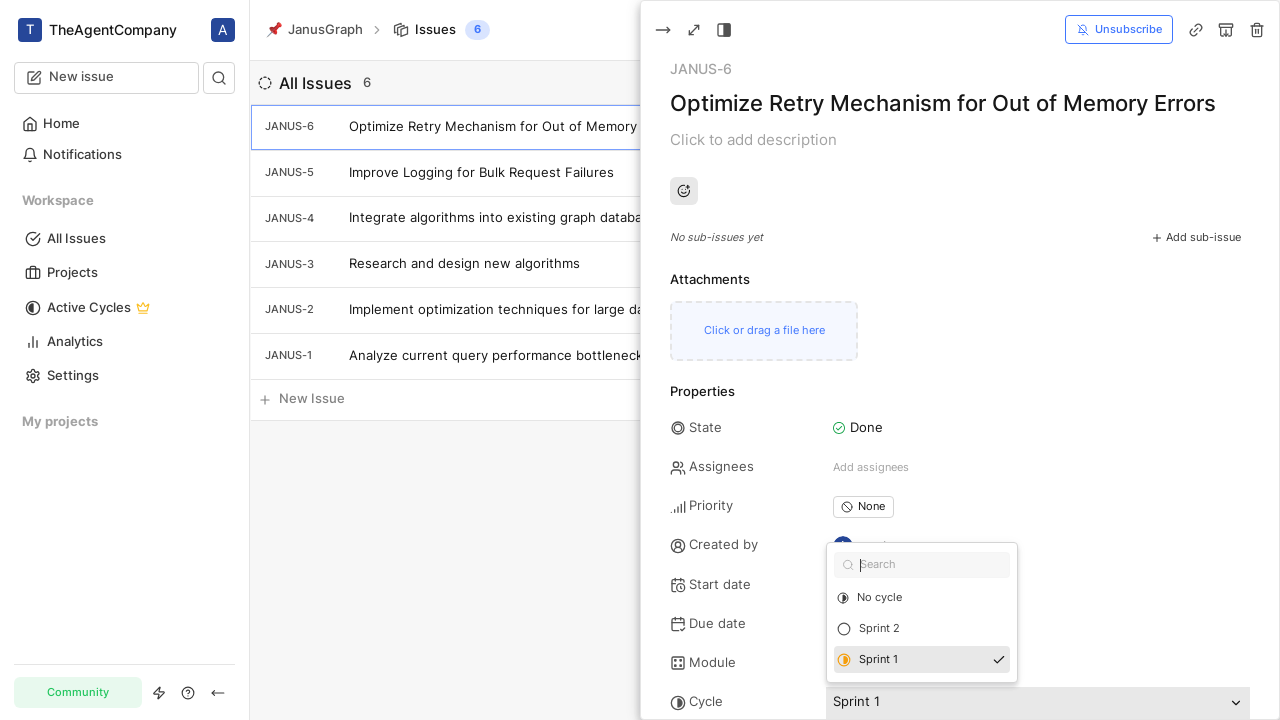 T TheAgentCompany A
New issue
Home
Notifications
Workspace
All Issues
Projects
Active Cycles
Analytics
Settings
My projects
Community
JanusGraph Issues 6
All Issues 6
JANUS-6 Optimize Retry Mechanism for Out of Memory
JANUS-5 Improve Logging for Bulk Request Failures
JANUS-4 Integrate algorithms into existing graph databa
JANUS-3 Research and design new algorithms
JANUS-2 Implement optimization techniques for large da
JANUS-1 Analyze current query performance bottleneck
New Issue
Unsubscribe
JANUS-6
Optimize Retry Mechanism for Out of Memory Errors
Click to add description
No sub-issues yet
Add sub-issue
Attachments
Click or drag a file here
Properties
State Done
Assignees Add assignees
Priority None
Created by
Start date
Due date
Module
Cycle Sprint 1
Search
No cycle
Sprint 2
Sprint 1